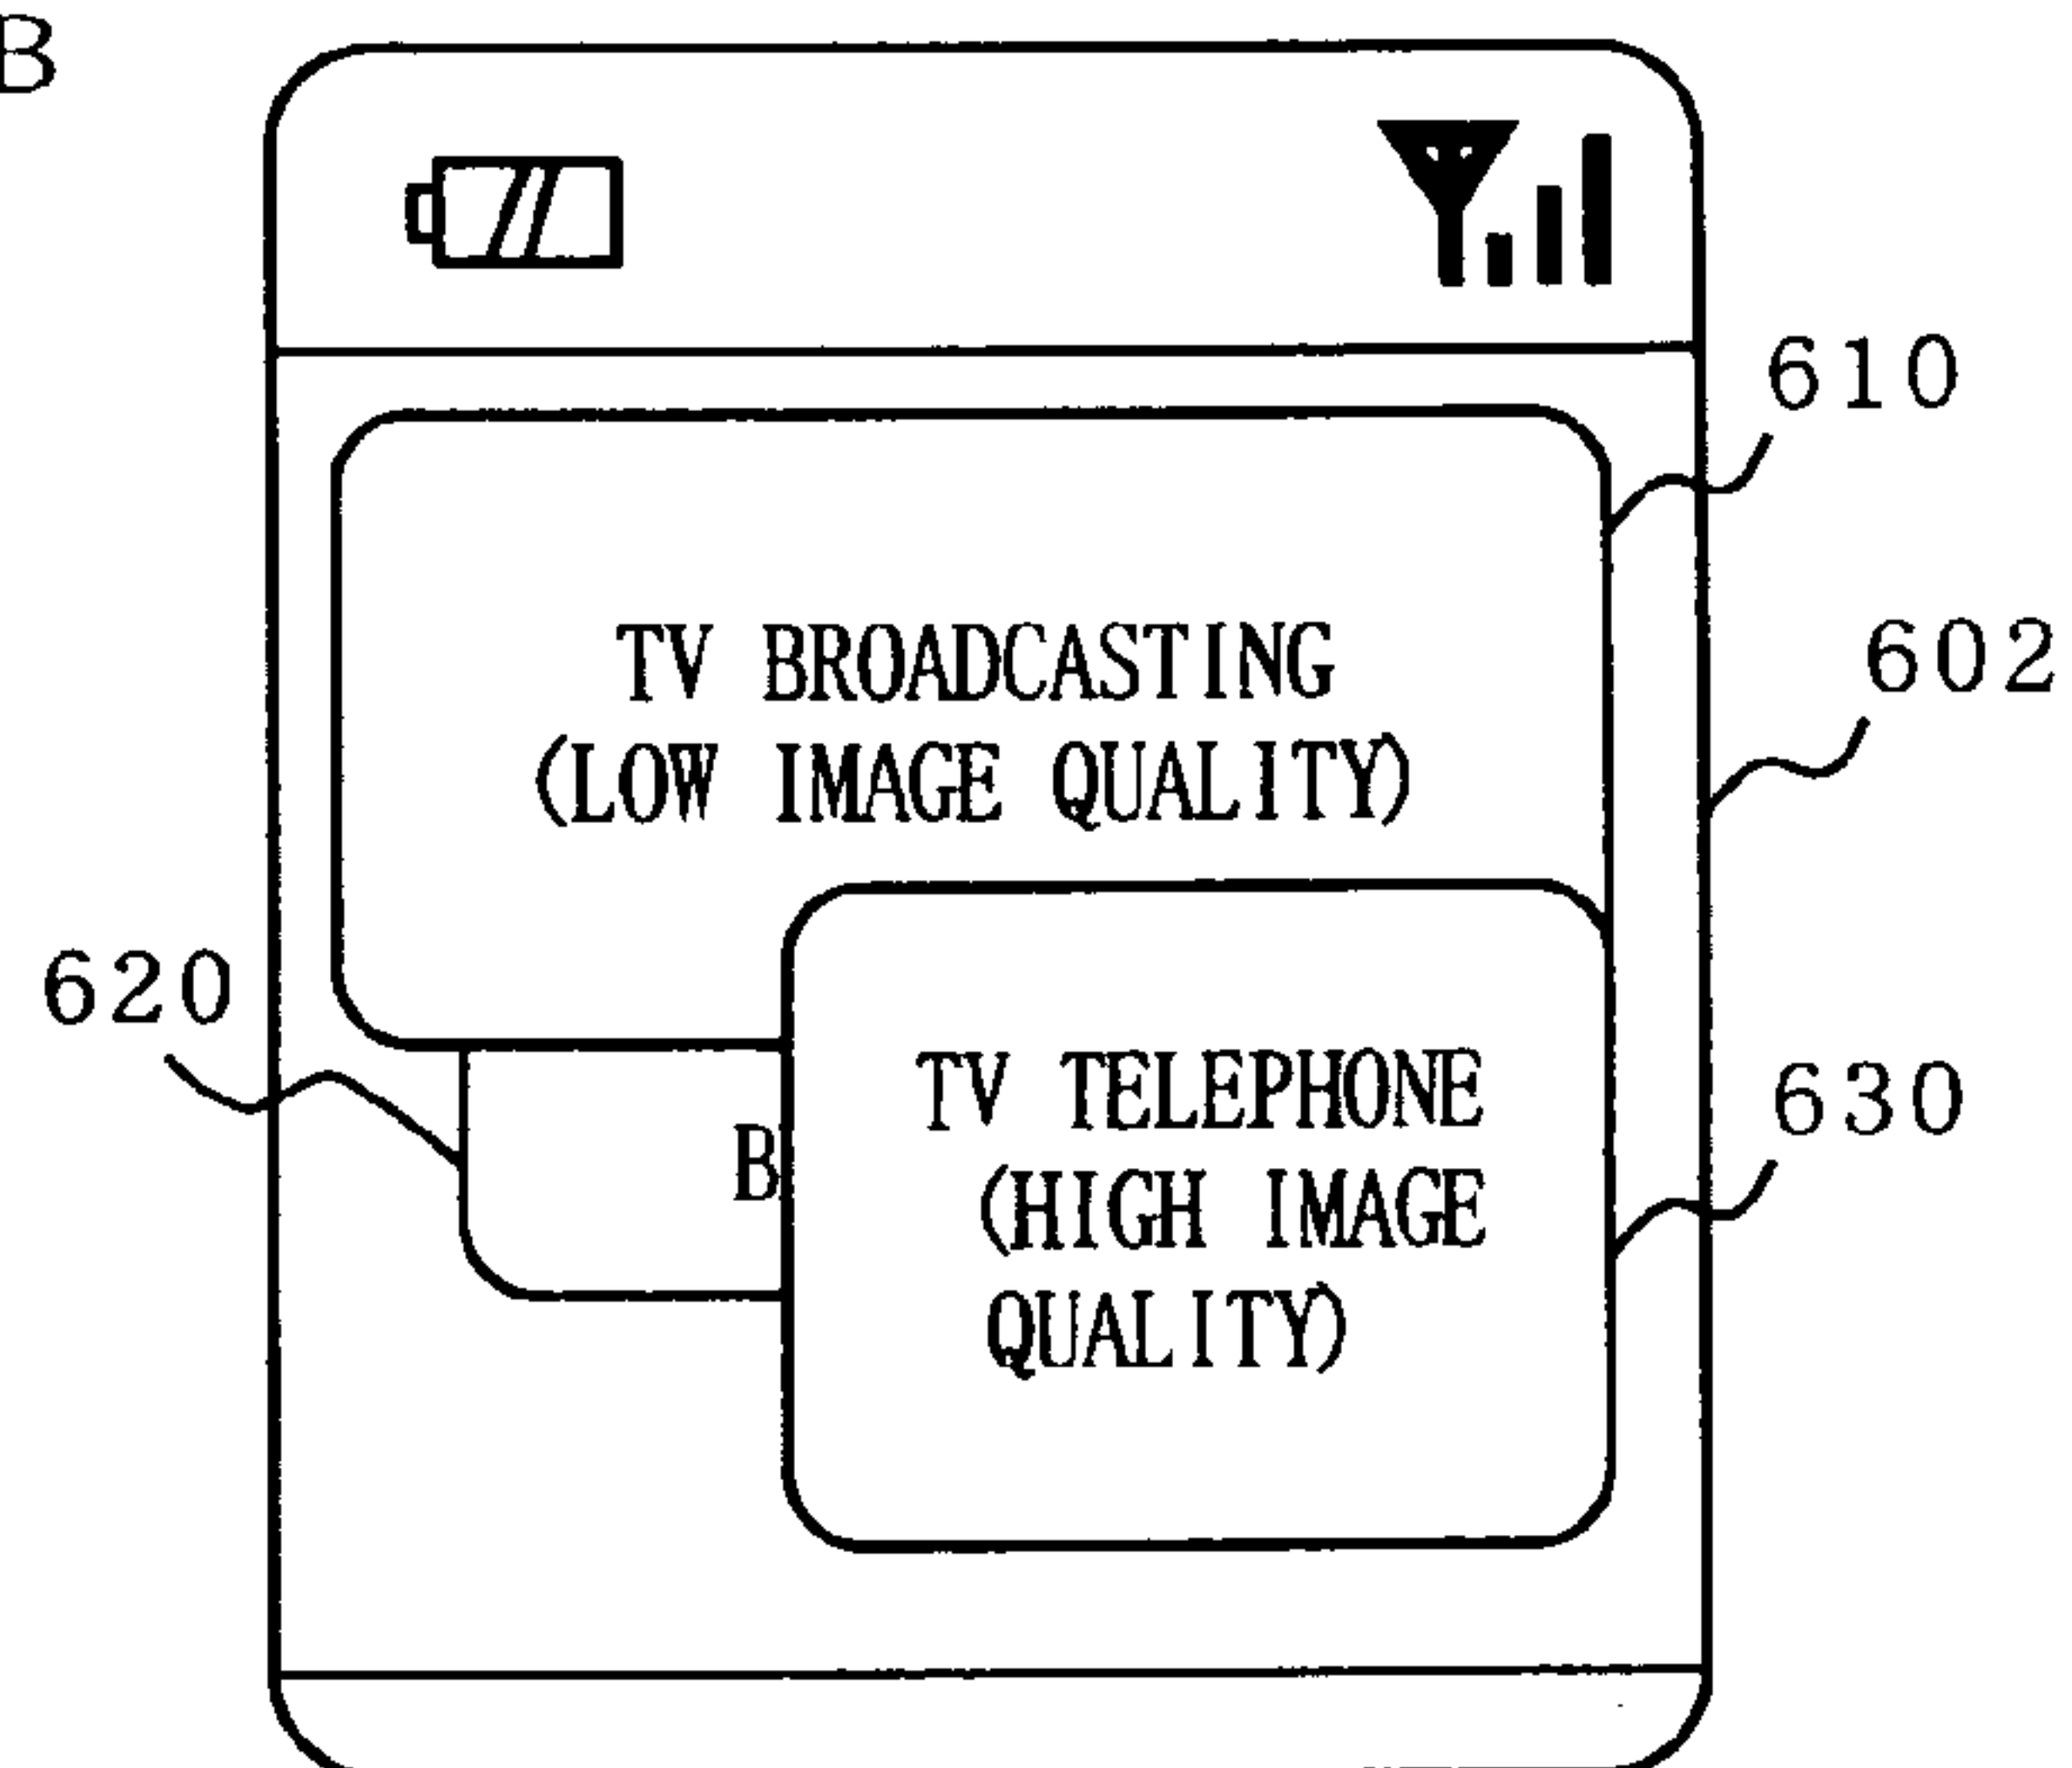 B
610
TV BROADCASTING
(LOW IMAGE QUALITY)
602
620
TV TELEPHONE
(HIGH IMAGE
QUALITY)
B
630